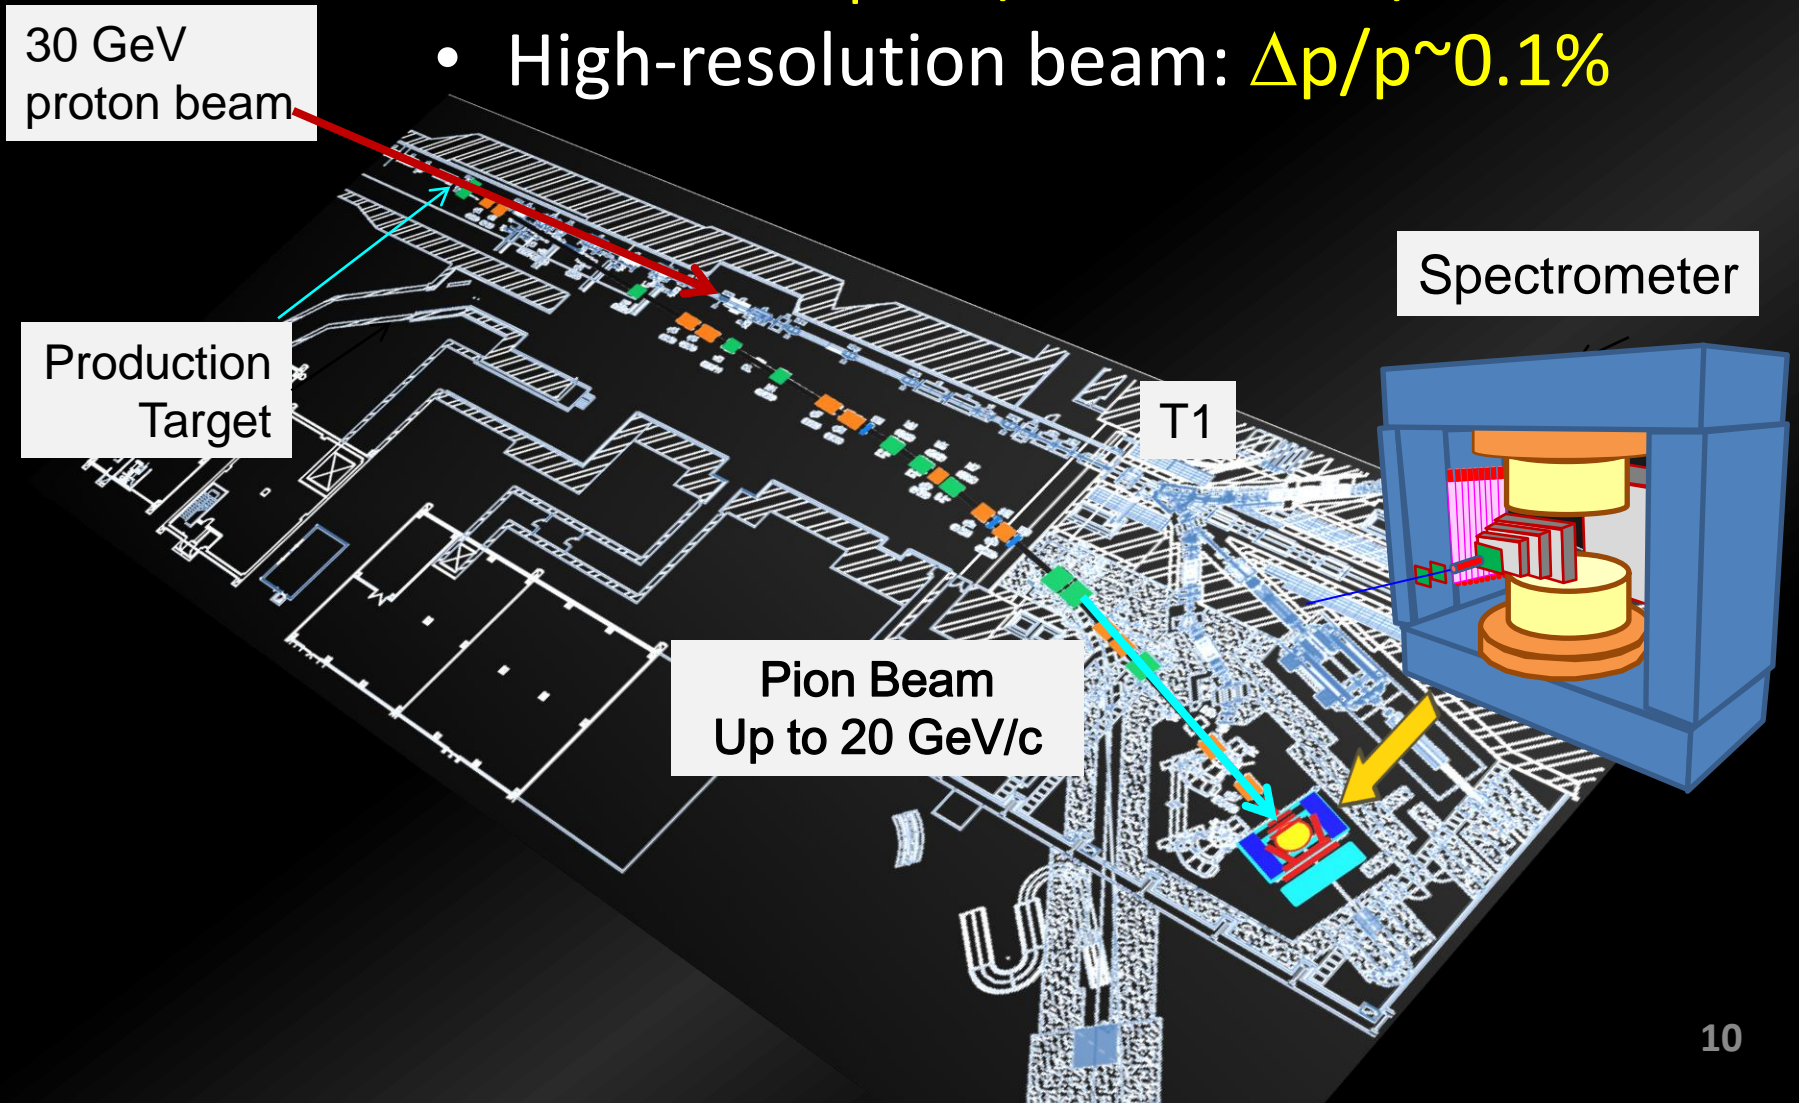 • High-resolution beam: Δp/p~0.1%
30 GeV
proton beam
Spectrometer
Production
Target
T1
Pion Beam
Up to 20 GeV/c
10